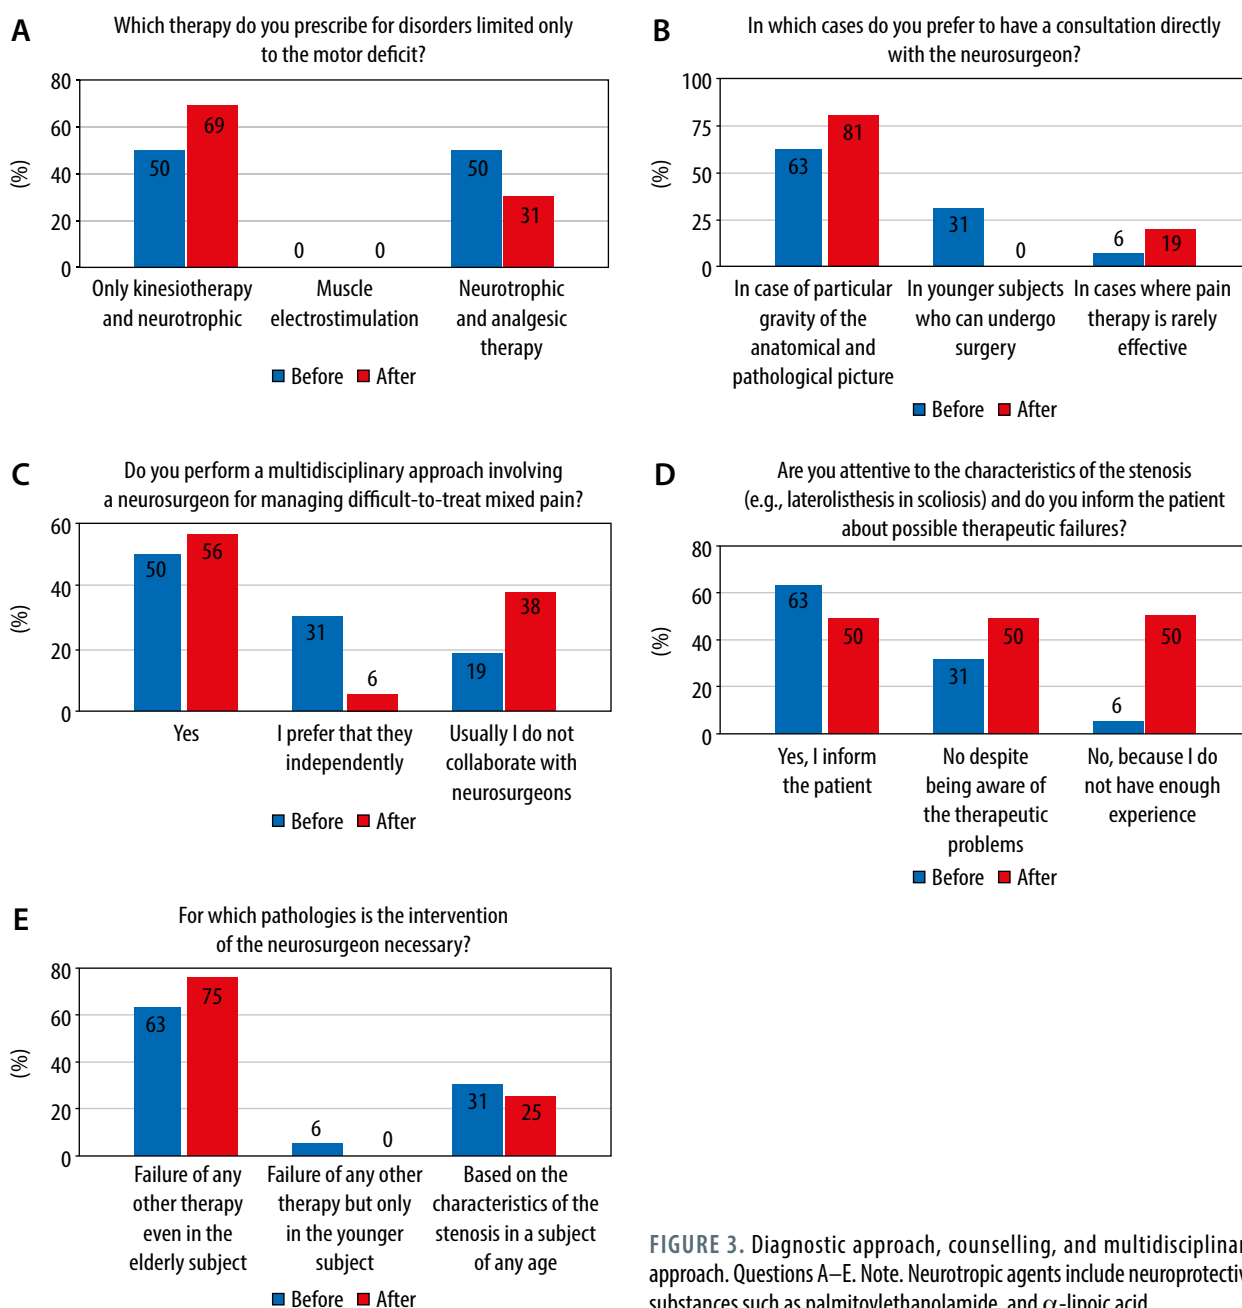 A
Which therapy do you prescribe for disorders limited only
to the motor deficit?
80
60
40
20
0
(%)
50
69
0
0
50
31
Only kinesiotherapy
and neurotrophic
Muscle
electrostimulation
Neurotrophic
and analgesic
therapy
Before After
B
In which cases do you prefer to have a consultation directly
with the neurosurgeon?
100
75
50
25
0
(%)
63
81
31
0
6
19
In case of particular
gravity of the
anatomical and
pathological picture
In younger subjects
who can undergo
surgery
In cases where pain
therapy is rarely
effective
Before After
C
Do you perform a multidisciplinary approach involving
a neurosurgeon for managing difficult-to-treat mixed pain?
60
40
20
0
(%)
50
56
31
6
19
38
Yes
I prefer that they
independently
Usually I do not
collaborate with
neurosurgeons
Before After
D
Are you attentive to the characteristics of the stenosis
(e.g., laterolisthesis in scoliosis) and do you inform the patient
about possible therapeutic failures?
80
60
40
20
0
(%)
63
50
31
50
6
50
Yes, I inform
the patient
No despite
being aware of
the therapeutic
problems
No, because I do
not have enough
experience
Before After
E
For which pathologies is the intervention
of the neurosurgeon necessary?
80
60
40
20
0
(%)
63
75
6
0
31
25
Failure of any
other therapy
even in the
elderly subject
Failure of any other
therapy but only
in the younger
subject
Based on the
characteristics of the
stenosis in a subject
of any age
Before After
FIGURE 3. Diagnostic approach, counselling, and multidisciplinar
approach. Questions A–E. Note. Neurotropic agents include neuroprotectiv
substances such as palmitoylethanolamide, and α-lipoic acid